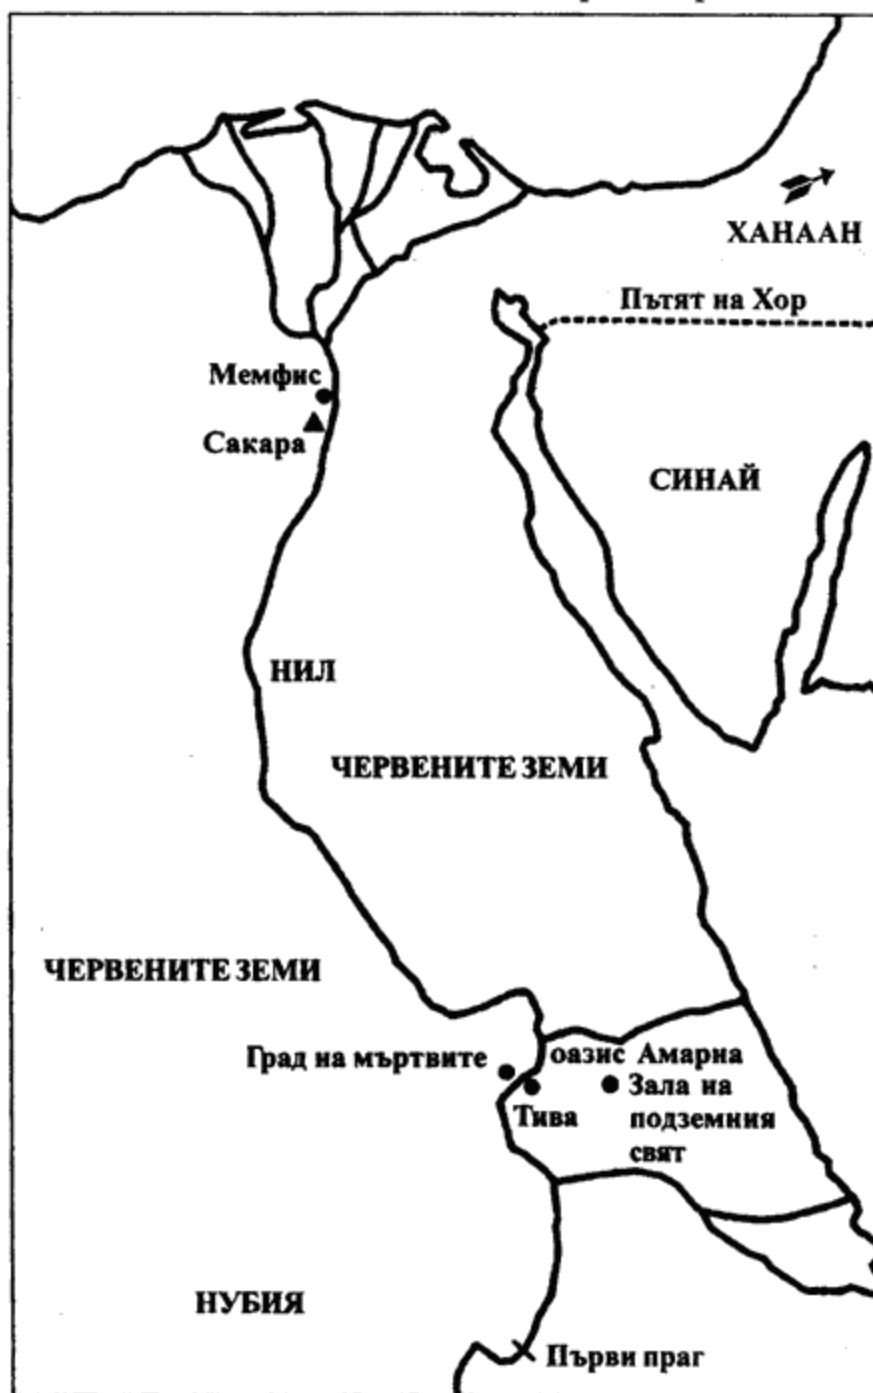 ХАНААН
Пътят на Хор
Мемфис
Сакара
СИНАЙ
НИЛ
ЧЕРВЕНИТЕ ЗЕМИ
ЧЕРВЕНИТЕ ЗЕМИ
Град на мъртвите
оазис Амарна
Зала на
подземния
свят
Тива
НУБИЯ
Първи праг